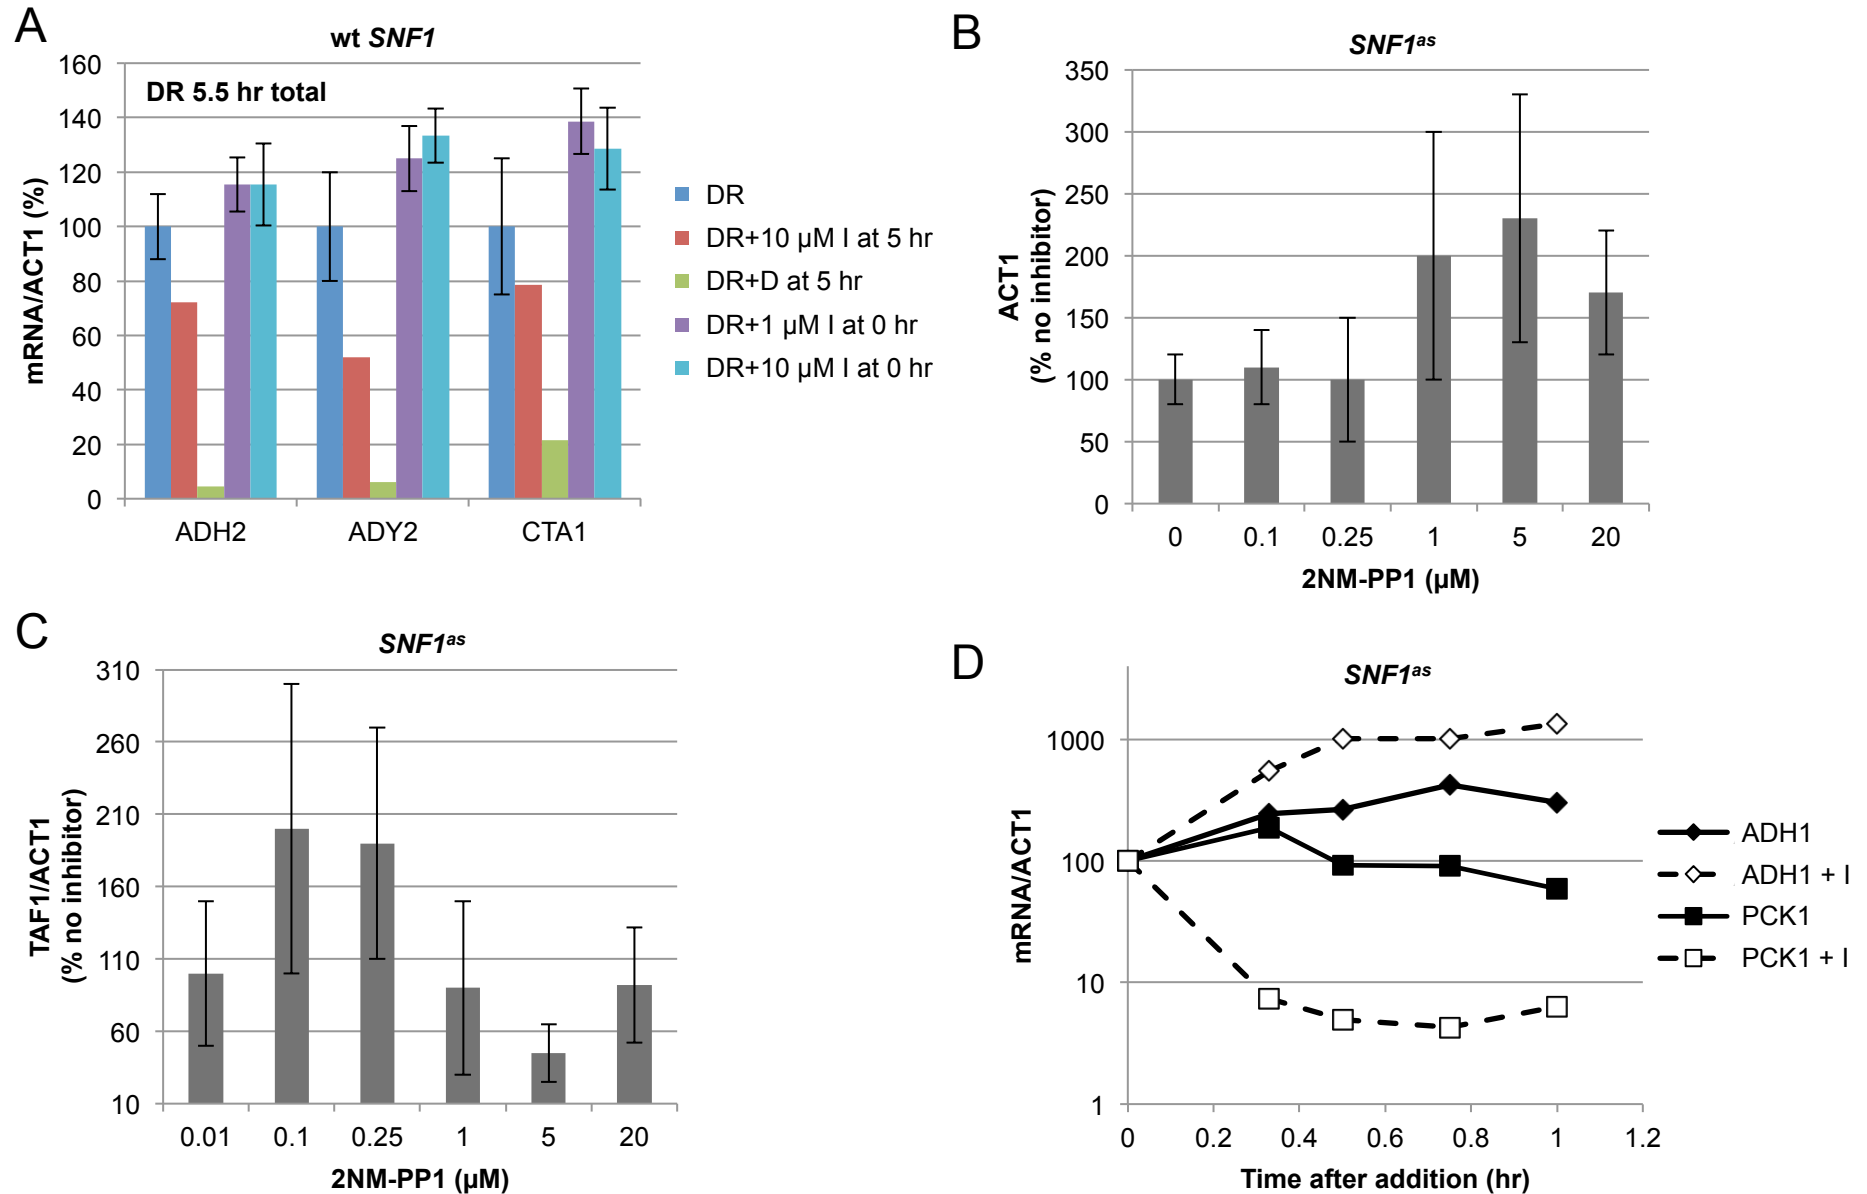 A
wt SNF1
DR 5.5 hr total
mRNA/ACT1 (%)
160
140
120
100
80
60
40
20
0
ADH2 ADY2 CTA1
DR
DR+10 µM I at 5 hr
DR+D at 5 hr
DR+1 µM I at 0 hr
DR+10 µM I at 0 hr
B
SNF1as
ACT1
(% no inhibitor)
350
300
250
200
150
100
50
0
0 0.1 0.25 1 5 20
2NM-PP1 (µM)
C
SNF1as
TAF1/ACT1
(% no inhibitor)
310
260
210
160
110
60
10
0.01 0.1 0.25 1 5 20
2NM-PP1 (µM)
D
SNF1as
mRNA/ACT1
1000
100
10
1
0 0.2 0.4 0.6 0.8 1 1.2
Time after addition (hr)
ADH1
ADH1 + I
PCK1
PCK1 + I